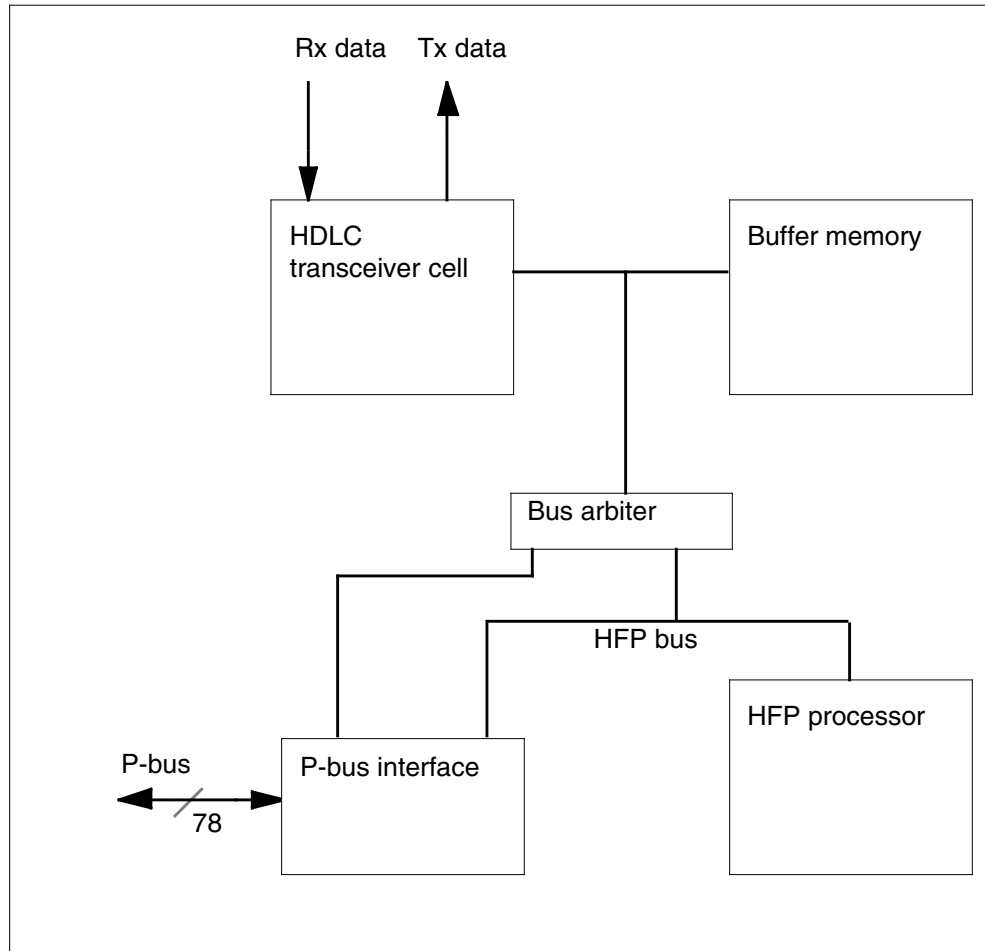 Rx data
Tx data
HDLC
transceiver cell
Buffer memory
Bus arbiter
HFP bus
HFP processor
P-bus
P-bus interface
78